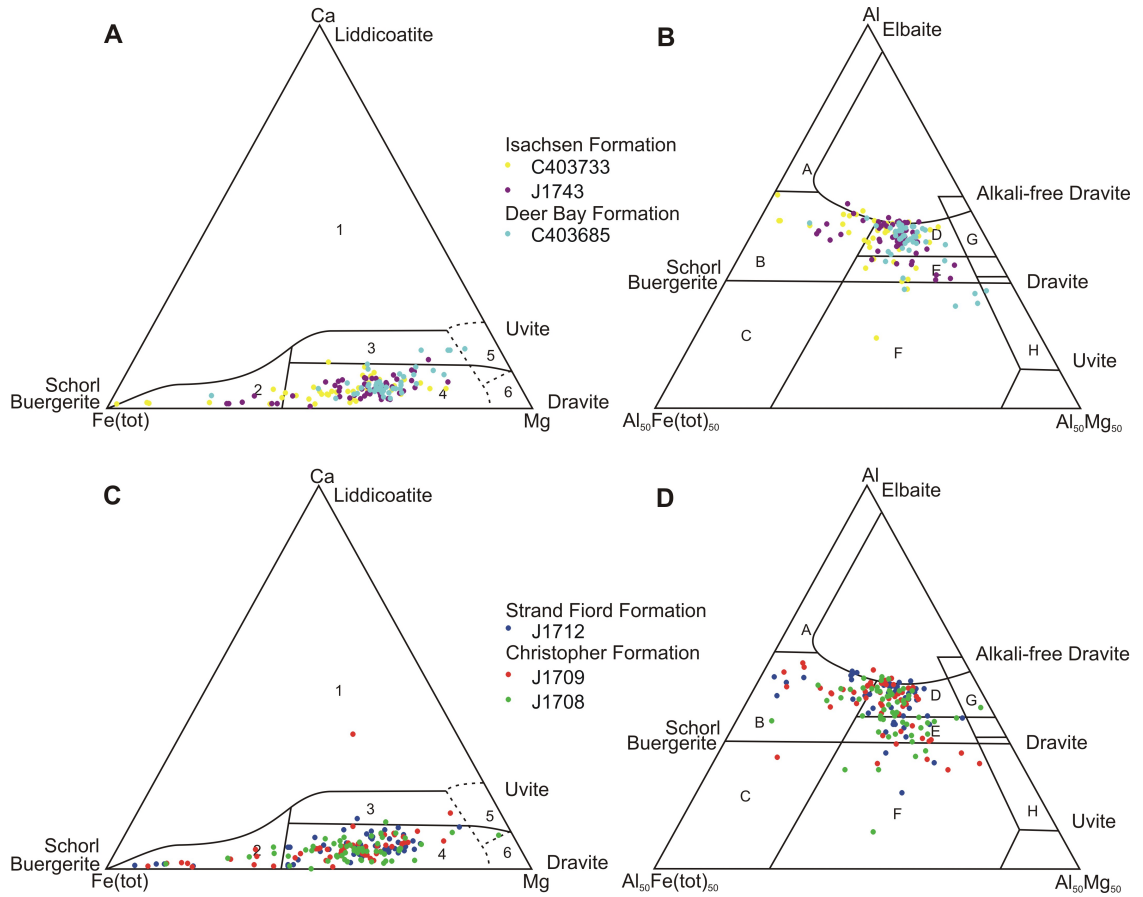 A
Ca
Liddicoatite
1
3
2
4
5
6
Uvite
Schorl
Buergerite
Fe(tot)
Mg
Dravite
Isachsen Formation
C403733
J1743
Deer Bay Formation
C403685
B
Al
Elbaite
A
Alkali-free Dravite
D
G
B
E
Schorl
Buergerite
Dravite
C
F
H
Uvite
Al₅₀Fe(tot)₅₀
Al₅₀Mg₅₀
C
Ca
Liddicoatite
1
3
2
4
5
6
Uvite
Schorl
Buergerite
Fe(tot)
Mg
Dravite
Strand Fiord Formation
J1712
Christopher Formation
J1709
J1708
D
Al
Elbaite
A
Alkali-free Dravite
D
G
B
E
Schorl
Buergerite
Dravite
C
F
H
Uvite
Al₅₀Fe(tot)₅₀
Al₅₀Mg₅₀